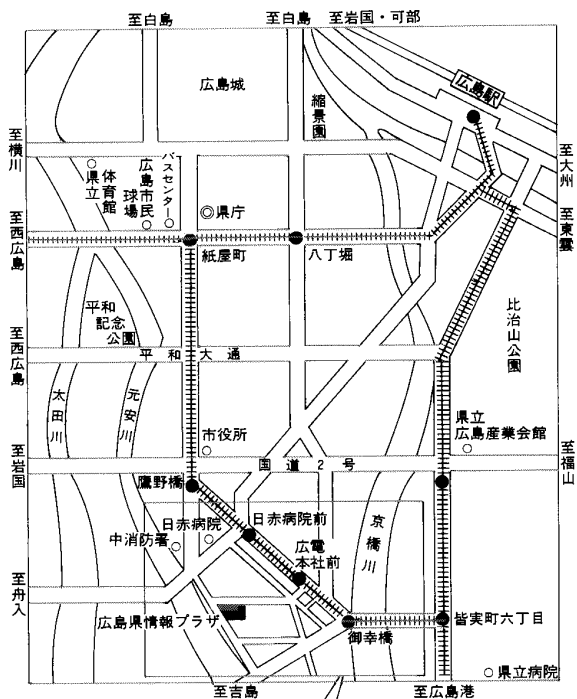 至白島
至白島
至岩国・可部
広島城
縮景園
広島駅
至横川
県立
体育館
広島市民
球場
バスセンター
◎県庁
至大州
至東雲
至西広島
紙屋町
八丁堀
平和
記念
公園
比治山公園
至西広島
平和大通
太田川
元安川
市役所
県立
広島産業会館
至岩国
国道2号
至福山
鷹野橋
日赤病院
日赤病院前
中消防署
広電
本社前
京橋川
至舟入
広島県情報プラザ
御幸橋
皆実町六丁目
県立病院
至吉島
至広島港